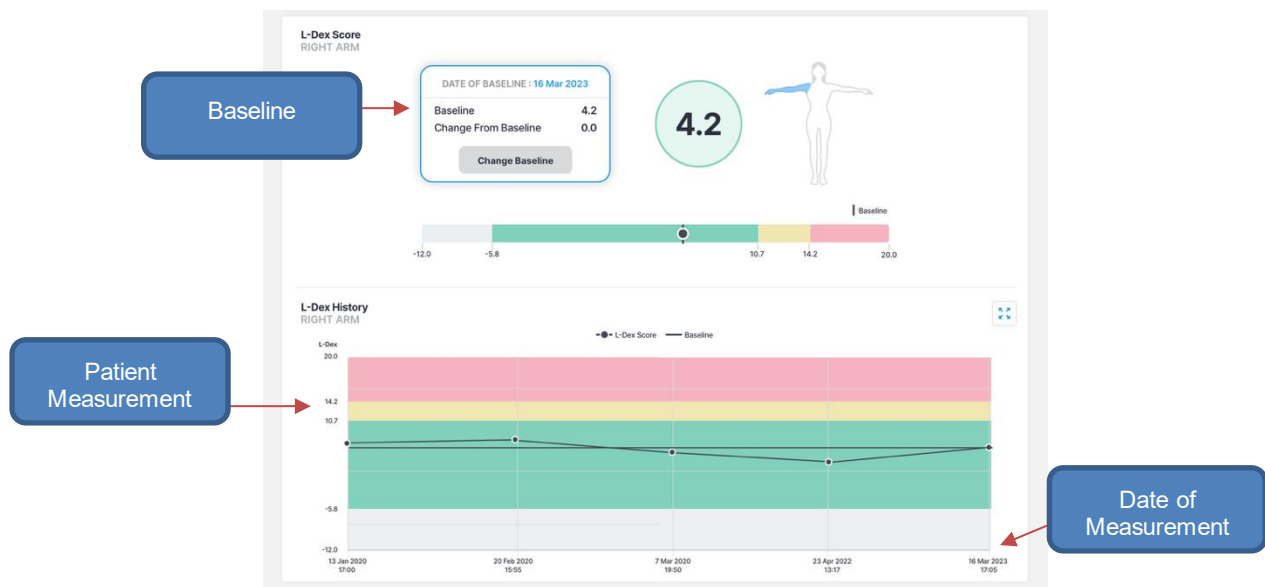 L-Dex Score
RIGHT ARM
Baseline
DATE OF BASELINE : 16 Mar 2023
Baseline 4.2
Change From Baseline 0.0
Change Baseline
4.2
Baseline
-12.0 -5.8 10.7 14.2 20.0
L-Dex History
RIGHT ARM
L-Dex Score Baseline
L-Dex
20.0
Patient
Measurement
14.2
10.7
-5.8
-12.0
Date of
Measurement
13 Jan 2020 20 Feb 2020 7 Mar 2020 23 Apr 2022 16 Mar 2023
17:00 15:55 19:50 13:17 17:05